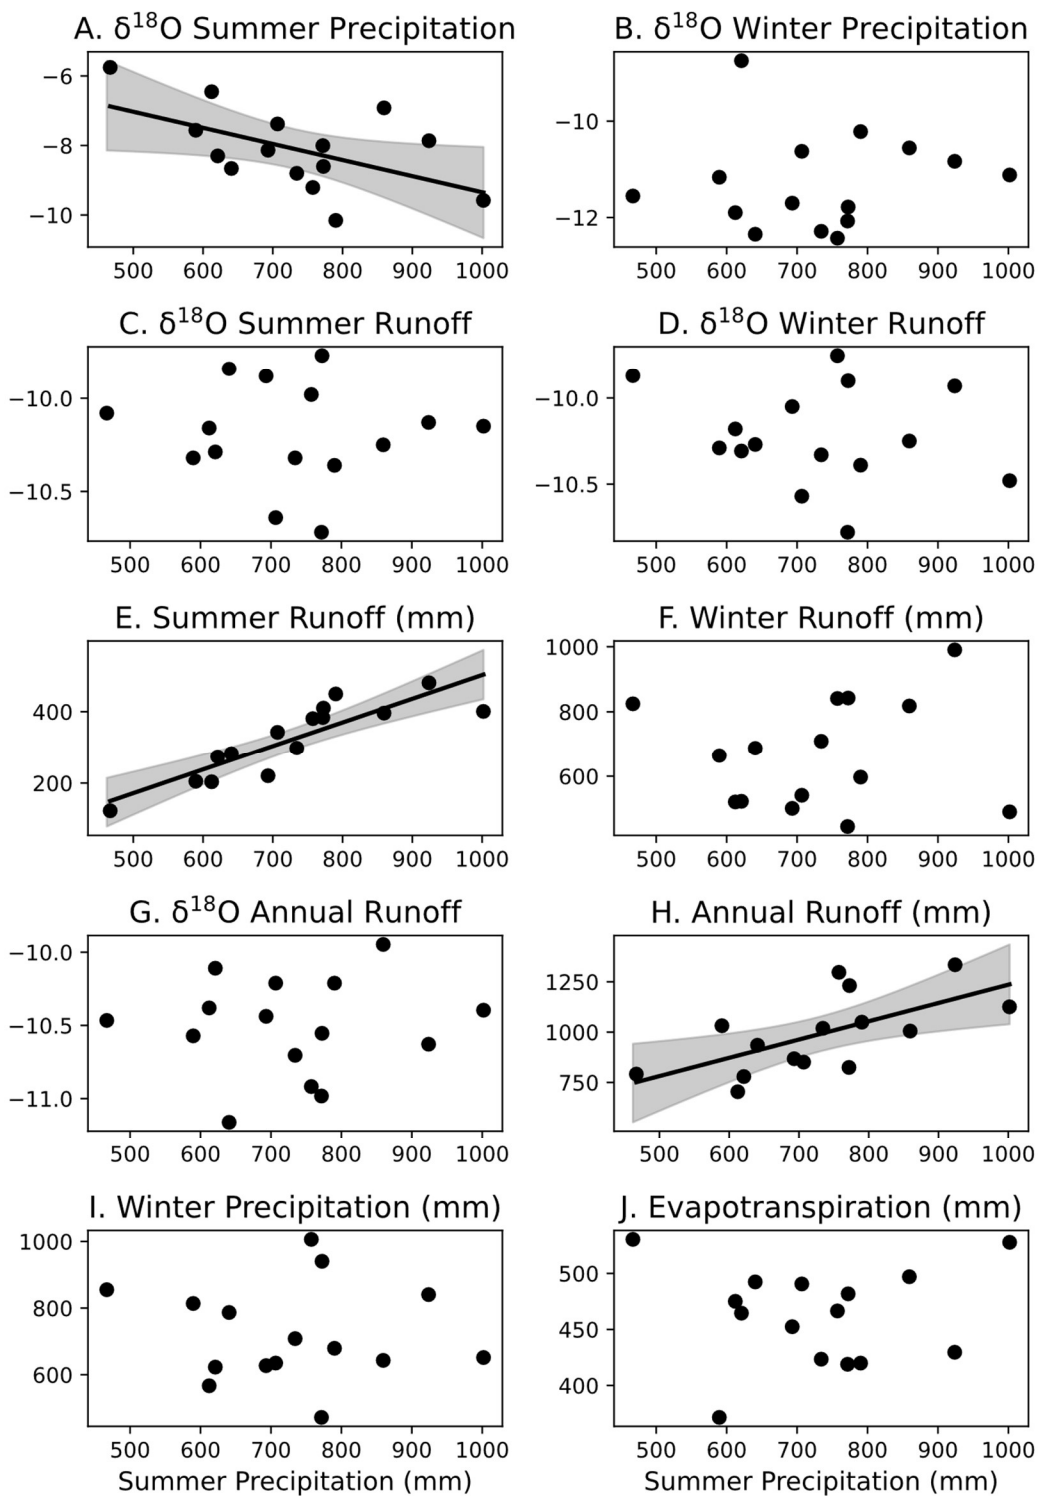 A. δ¹⁸O Summer Precipitation
−6
−8
−10
500 600 700 800 900 1000
B. δ¹⁸O Winter Precipitation
−10
−12
500 600 700 800 900 1000
C. δ¹⁸O Summer Runoff
−10.0
−10.5
500 600 700 800 900 1000
D. δ¹⁸O Winter Runoff
−10.0
−10.5
500 600 700 800 900 1000
E. Summer Runoff (mm)
400
200
500 600 700 800 900 1000
F. Winter Runoff (mm)
1000
800
600
500 600 700 800 900 1000
G. δ¹⁸O Annual Runoff
−10.0
−10.5
−11.0
500 600 700 800 900 1000
H. Annual Runoff (mm)
1250
1000
750
500 600 700 800 900 1000
I. Winter Precipitation (mm)
1000
800
600
500 600 700 800 900 1000
Summer Precipitation (mm)
J. Evapotranspiration (mm)
500
450
400
500 600 700 800 900 1000
Summer Precipitation (mm)